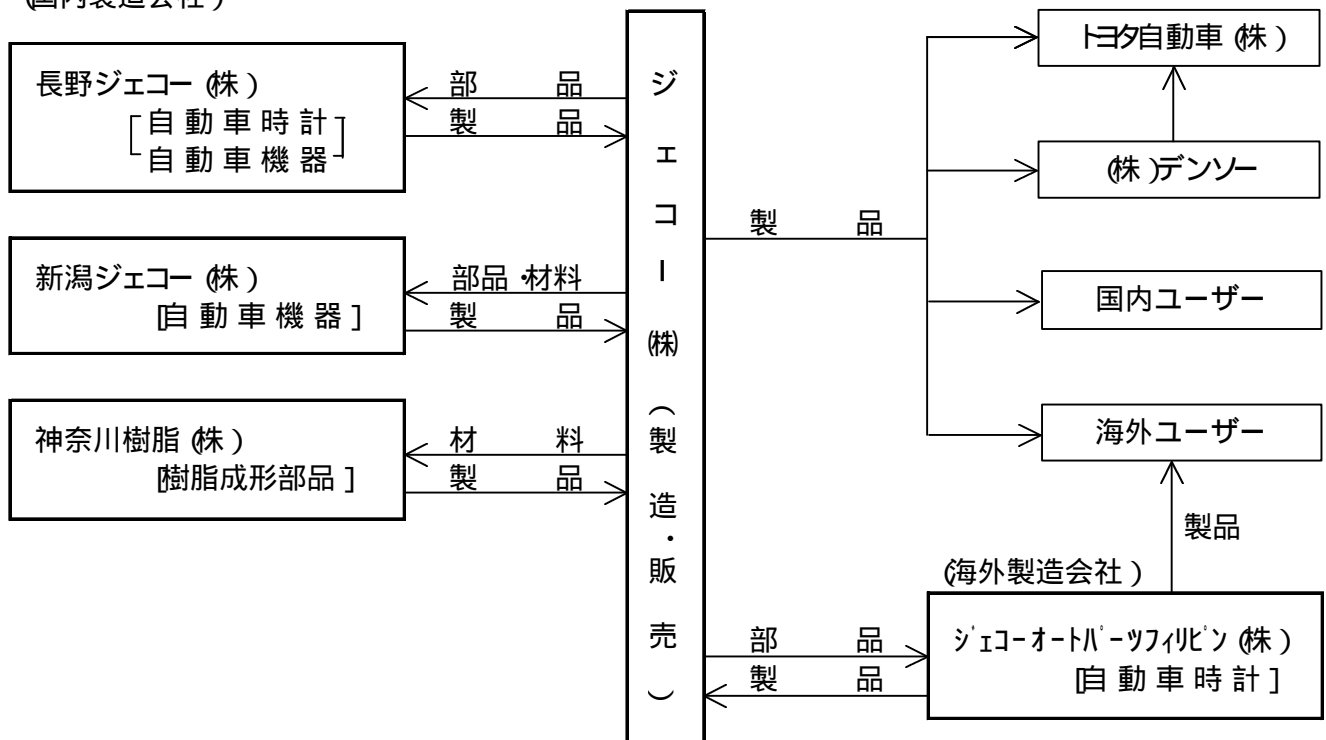 (国内製造会社)
長野ジェコー(株)
[自動車時計
自動車機器]
部品
製品
新潟ジェコー(株)
[自動車機器]
部品・材料
製品
神奈川樹脂(株)
[樹脂成形部品]
材料
製品
ジェコー(株)(製造・販売)
製品
トヨタ自動車(株)
(株)デンソー
国内ユーザー
海外ユーザー
製品
(海外製造会社)
部品
製品
ジェコーオートパーツフィリピン(株)
[自動車時計]